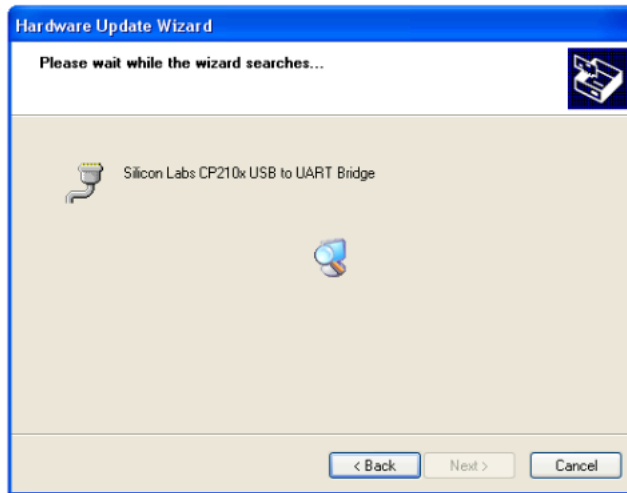 Hardware Update Wizard
Please wait while the wizard searches...
Silicon Labs CP210x USB to UART Bridge
< Back
Next >
Cancel